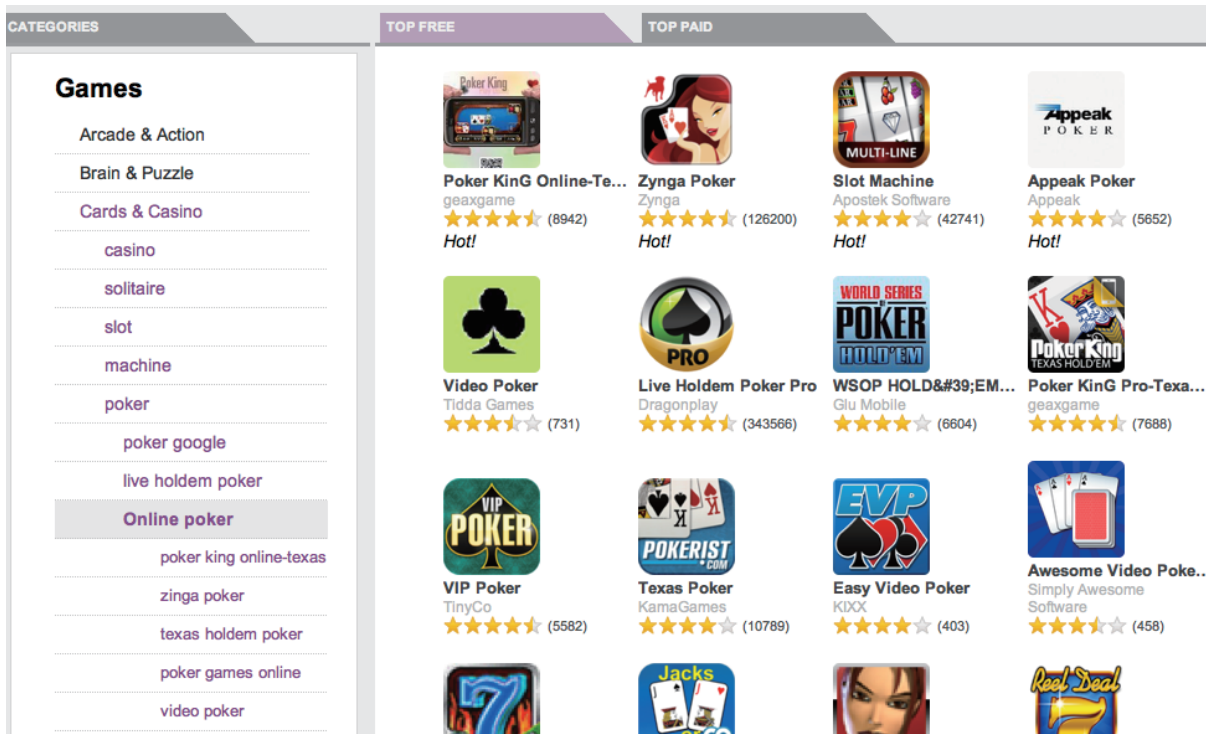 CATEGORIES
TOP FREE
TOP PAID
Games
Arcade & Action
Brain & Puzzle
Cards & Casino
casino
solitaire
slot
machine
poker
poker google
live holdem poker
Online poker
poker king online-texas
zinga poker
texas holdem poker
poker games online
video poker
Poker King
POKER
Poker KinG Online-Te...
geaxgame
(8942)
Hot!
Zynga Poker
Zynga
(126200)
Hot!
MULTI-LINE
Slot Machine
Apostek Software
(42741)
Hot!
Appeak
POKER
Appeak Poker
Appeak
(5652)
Hot!
Video Poker
Tidda Games
(731)
PRO
Live Holdem Poker Pro
Dragonplay
(343566)
WORLD SERIES
OF
POKER
HOLD'EM
WSOP HOLD&#39;EM...
Glu Mobile
(6604)
K
PokerKing
TEXAS HOLD'EM
Poker KinG Pro-Texa...
geaxgame
(7688)
VIP
POKER
VIP Poker
TinyCo
(5582)
POKERIST
.COM
Texas Poker
KamaGames
(10789)
EVP
Easy Video Poker
KIXX
(403)
Awesome Video Poke..
Simply Awesome
Software
(458)
7
Jacks
or
Reel Deal
7